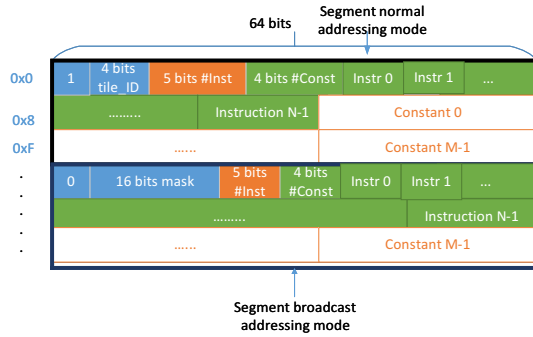 Segment normal
addressing mode
64 bits
0x0
1
4 bits
tile_ID
5 bits #Inst
4 bits #Const
Instr 0
Instr 1
...
0x8
.........
Instruction N-1
Constant 0
0xF
......
Constant M-1
.
.
.
.
.
0
16 bits mask
5 bits
#Inst
4 bits
#Const
Instr 0
Instr 1
...
.........
Instruction N-1
......
Constant M-1
Segment broadcast
addressing mode